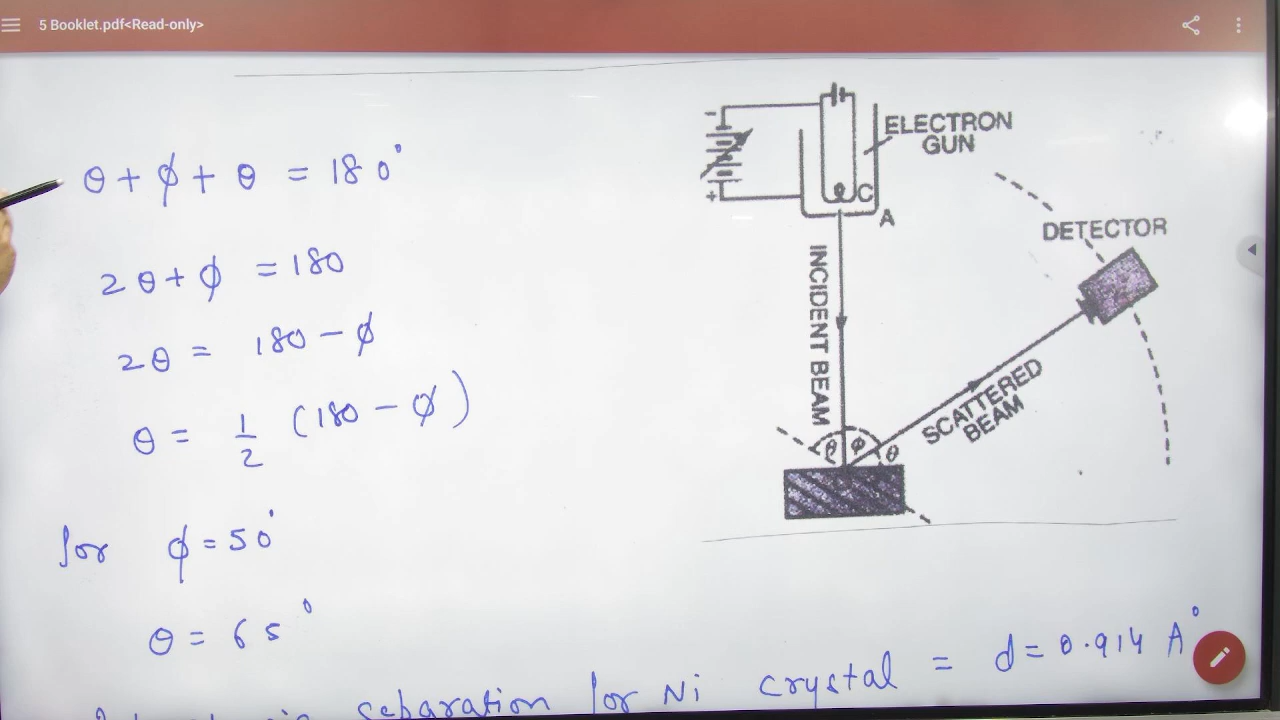 5 Booklet.pdf<Read-only>
θ + ϕ + θ = 180°
2θ + ϕ = 180
2θ = 180 - ϕ
θ = 1/2 (180 - ϕ)
for ϕ = 50°
θ = 65°
separation for Ni crystal = d = 0.914 A°
ELECTRON
GUN
- +
C
A
DETECTOR
INCIDENT BEAM
SCATTERED
BEAM
θ ϕ θ